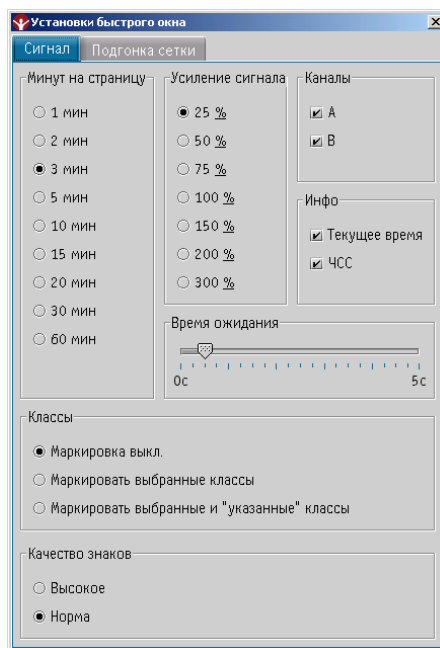 Установки быстрого окна
Сигнал
Подгонка сетки
Минут на страницу
1 мин
2 мин
3 мин
5 мин
10 мин
15 мин
20 мин
30 мин
60 мин
Усиление сигнала
25 %
50 %
75 %
100 %
150 %
200 %
300 %
Каналы
A
B
Инфо
Текущее время
ЧСС
Время ожидания
0с 5с
Классы
Маркировка выкл.
Маркировать выбранные классы
Маркировать выбранные и "указанные" классы
Качество знаков
Высокое
Норма